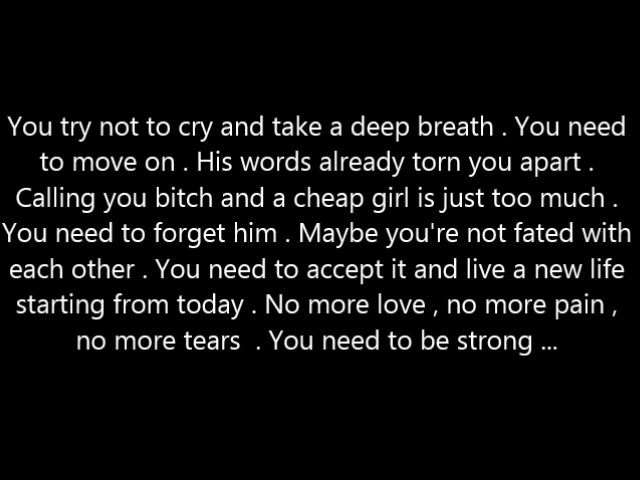 You try not to cry and take a deep breath . You need
to move on . His words already torn you apart .
Calling you bitch and a cheap girl is just too much .
You need to forget him . Maybe you're not fated with
each other . You need to accept it and live a new life
starting from today . No more love , no more pain ,
no more tears  . You need to be strong ...